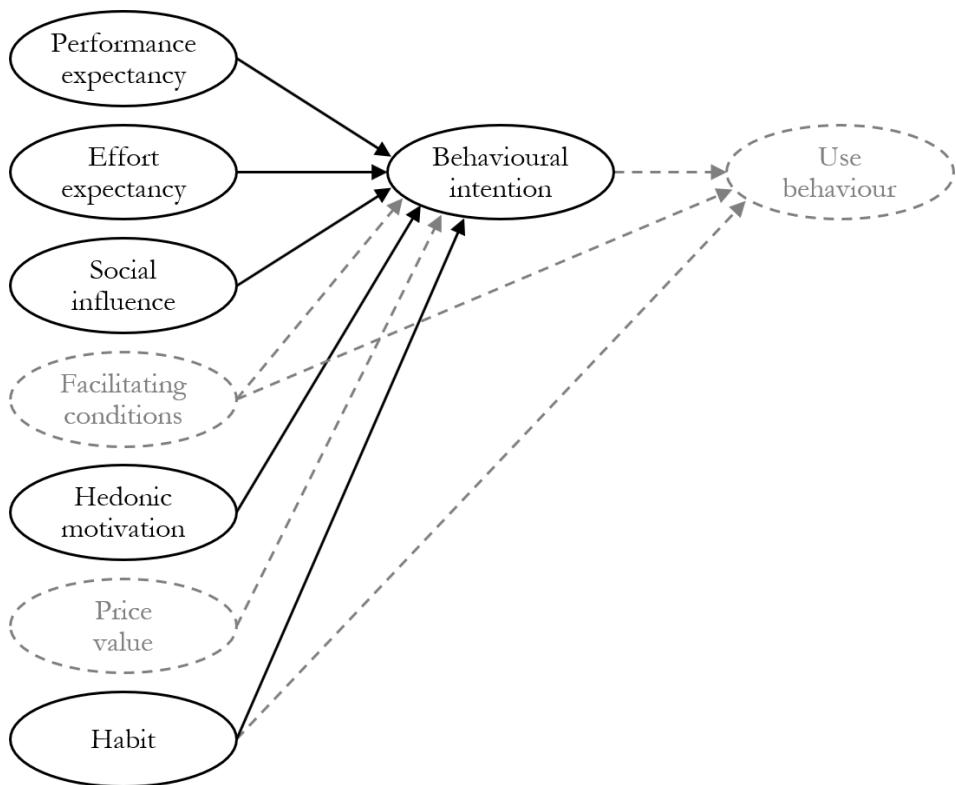 Performance
expectancy
Effort
expectancy
Social
influence
Facilitating
conditions
Hedonic
motivation
Price
value
Habit
Behavioural
intention
Use
behaviour